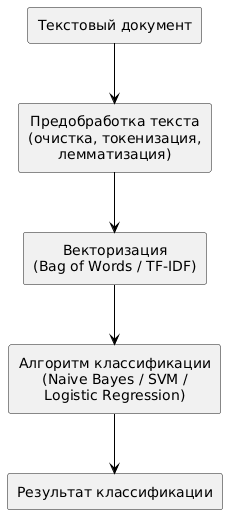 Текстовый документ
Предобработка текста
(очистка, токенизация,
лемматизация)
Векторизация
(Bag of Words / TF-IDF)
Алгоритм классификации
(Naive Bayes / SVM /
Logistic Regression)
Результат классификации